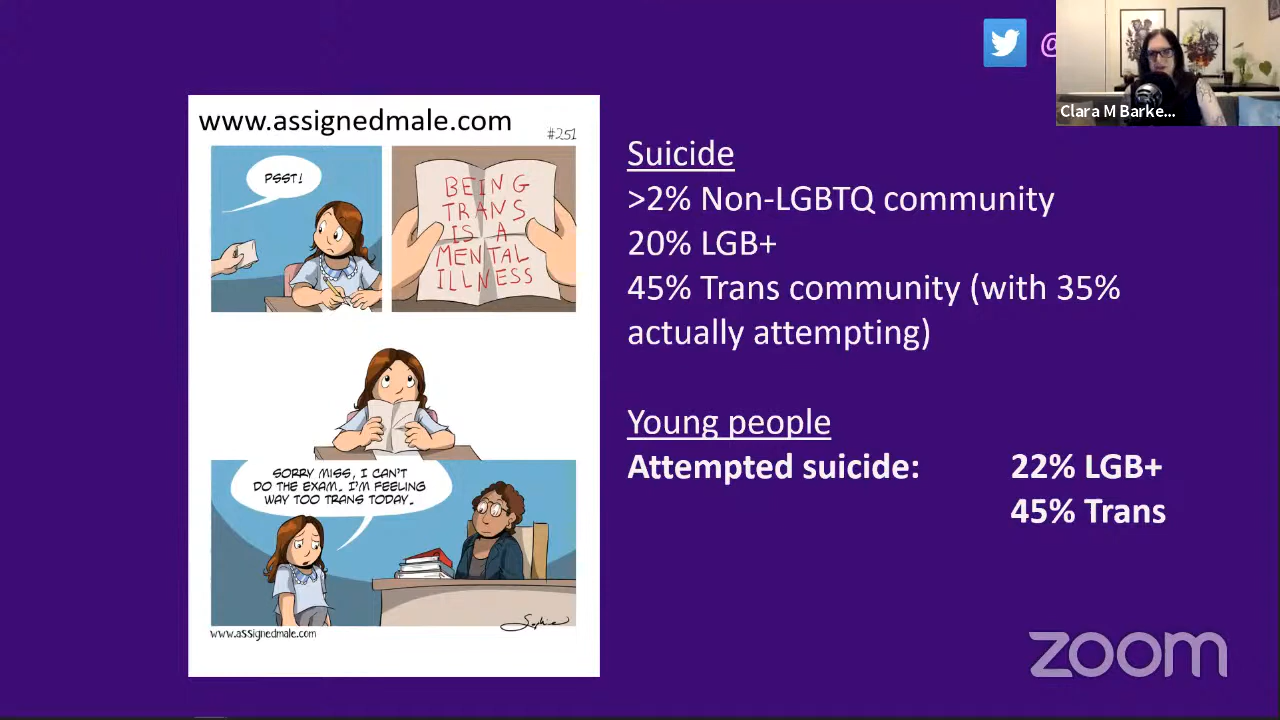 @
Clara M Barke...
www.assignedmale.com
#251
PSST!
BEING
TRANS
IS A
MENTAL
ILLNESS
SORRY MISS, I CAN'T
DO THE EXAM. I'M FEELING
WAY TOO TRANS TODAY.
Sophie
www.assignedmale.com
Suicide
>2% Non-LGBTQ community
20% LGB+
45% Trans community (with 35%
actually attempting)
Young people
Attempted suicide: 22% LGB+
45% Trans
zoom